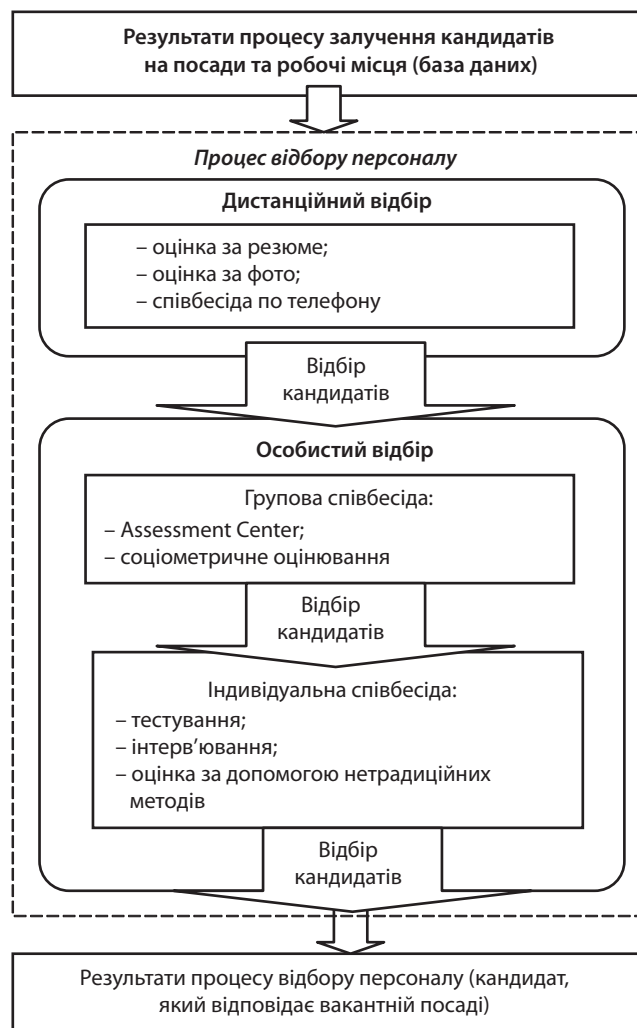 Результати процесу залучення кандидатів
на посади та робочі місця (база даних)
Процес відбору персоналу
Дистанційний відбір
– оцінка за резюме;
– оцінка за фото;
– співбесіда по телефону
Відбір
кандидатів
Особистий відбір
Групова співбесіда:
– Assessment Center;
– соціометричне оцінювання
Відбір
кандидатів
Індивідуальна співбесіда:
– тестування;
– інтерв’ювання;
– оцінка за допомогою нетрадиційних
методів
Відбір
кандидатів
Результати процесу відбору персоналу (кандидат,
який відповідає вакантній посаді)